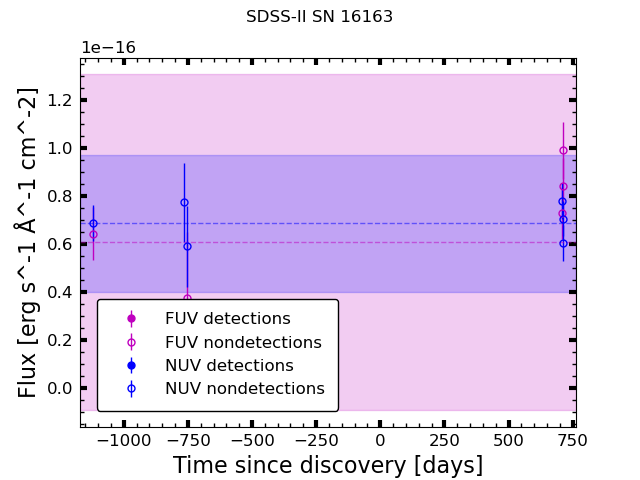 SDSS-II SN 16163
1e−16
1.2
1.0
0.8
0.6
0.4
0.2
0.0
Flux [erg s^-1 Å^-1 cm^-2]
FUV detections
FUV nondetections
NUV detections
NUV nondetections
−1000 −750 −500 −250 0 250 500 750
Time since discovery [days]